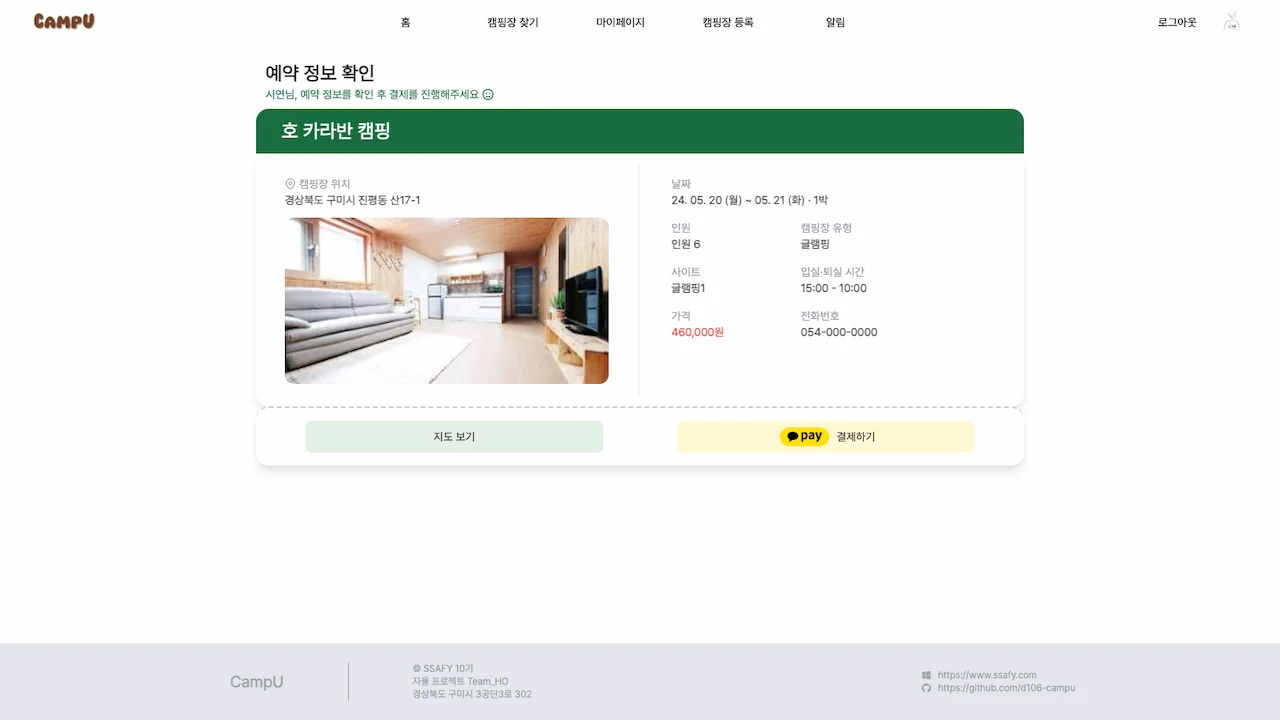 CAMPU
홈
캠핑장 찾기
마이페이지
캠핑장 등록
알림
로그아웃
예약 정보 확인
시연님, 예약 정보를 확인 후 결제를 진행해주세요
호 카라반 캠핑
캠핑장 위치
경상북도 구미시 진평동 산17-1
날짜
24. 05. 20 (월) ~ 05. 21 (화) · 1박
인원
인원 6
캠핑장 유형
글램핑
사이트
글램핑1
입실·퇴실 시간
15:00 - 10:00
가격
460,000원
전화번호
054-000-0000
지도 보기
pay 결제하기
CampU
© SSAFY 10기
자율 프로젝트 Team_HO
경상북도 구미시 3공단3로 302
https://www.ssafy.com
https://github.com/d106-campu